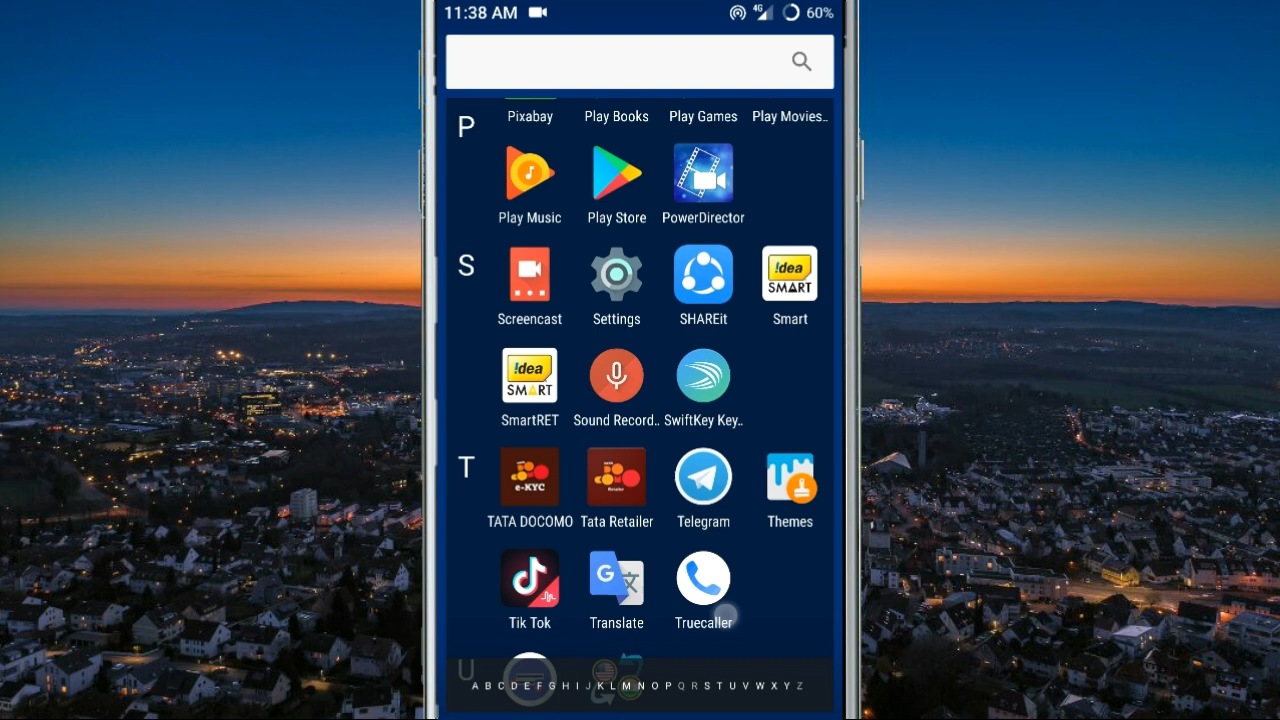 11:38 AM 4G 60%
Pixabay Play Books Play Games Play Movies..
P
Play Music Play Store PowerDirector
S
!dea
SMART
Screencast Settings SHAREit Smart
!dea
SMART
SmartRET Sound Record.. SwiftKey Key..
T
e-KYC
TATA DOCOMO Tata Retailer Telegram Themes
G 文
Tik Tok Translate Truecaller
U
A B C D E F G H I J K L M N O P Q R S T U V W X Y Z